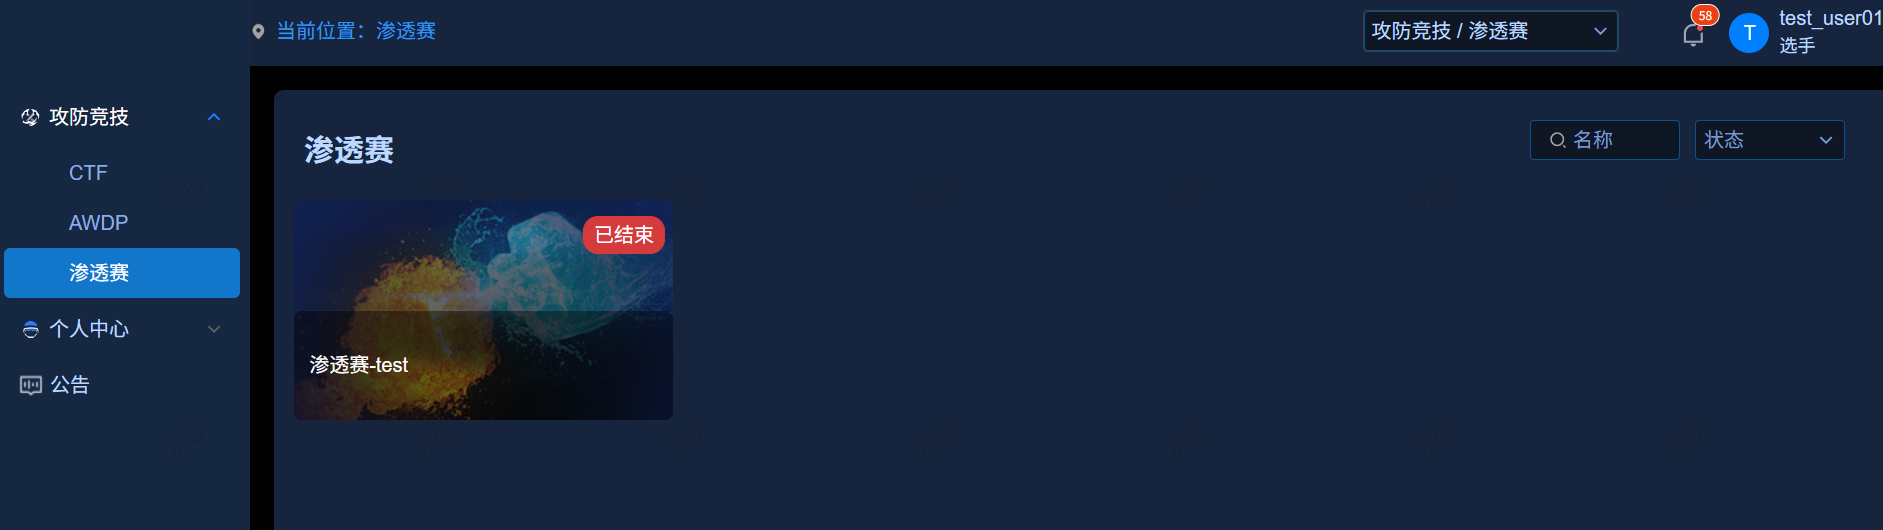 当前位置：渗透赛
攻防竞技 / 渗透赛
58
T
test_user01
选手
攻防竞技
CTF
AWDP
渗透赛
个人中心
公告
渗透赛
名称
状态
已结束
渗透赛-test